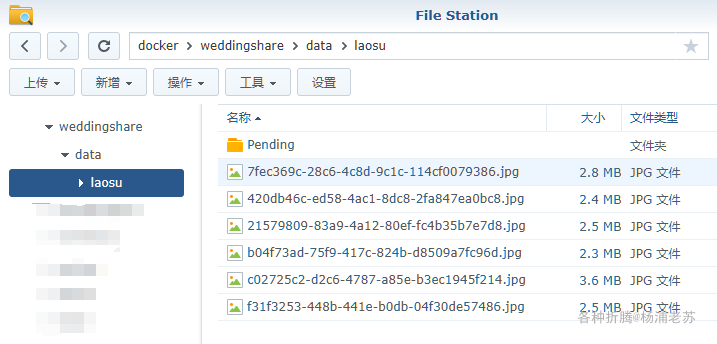 File Station
docker > weddingshare > data > laosu
上传 新增 操作 工具 设置
weddingshare
data
laosu
名称 大小 文件类型
Pending 文件夹
7fec369c-28c6-4c8d-9c1c-114cf0079386.jpg 2.8 MB JPG 文件
420db46c-ed58-4ac1-8dc8-2fa847ea0bc8.jpg 2.4 MB JPG 文件
21579809-83a9-4a12-80ef-fc4b35b7e7d8.jpg 2.5 MB JPG 文件
b04f73ad-75f9-417c-824b-d8509a7fc96d.jpg 2.3 MB JPG 文件
c02725c2-d2c6-4787-a85e-b3ec1945f214.jpg 3.6 MB JPG 文件
f31f3253-448b-441e-b0db-04f30de57486.jpg 2.5 MB JPG 文件
各种折腾@杨浦老苏